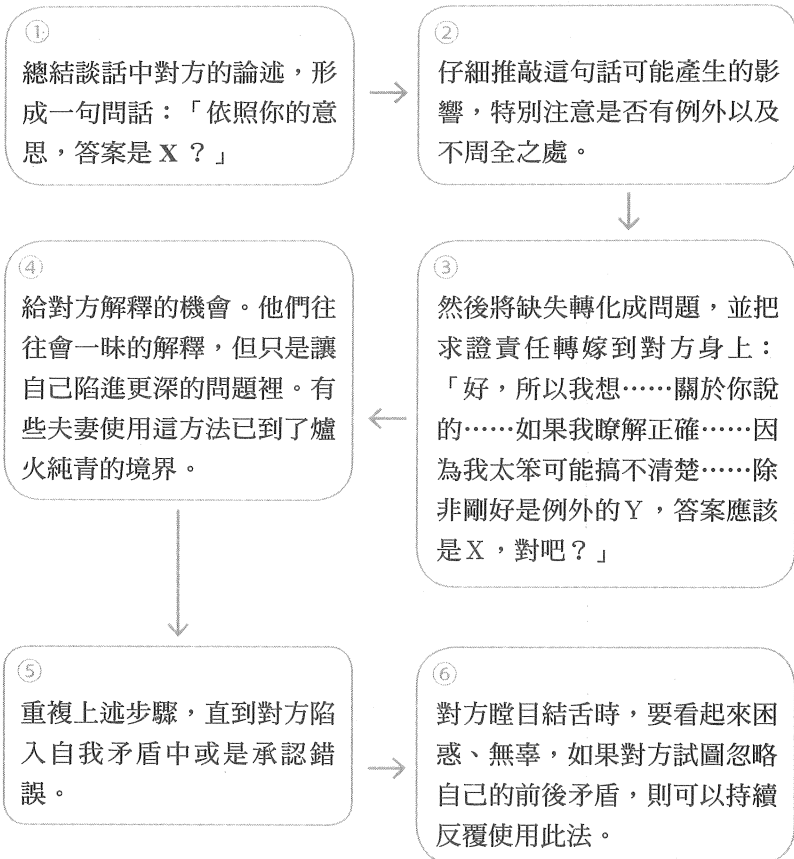 ①
總結談話中對方的論述，形
成一句問話：「依照你的意
思，答案是 X ？」
②
仔細推敲這句話可能產生的影
響，特別注意是否有例外以及
不周全之處。
③
然後將缺失轉化成問題，並把
求證責任轉嫁到對方身上：
「好，所以我想⋯⋯關於你說
的⋯⋯如果我瞭解正確⋯⋯因
為我太笨可能搞不清楚⋯⋯除
非剛好是例外的Y，答案應該
是X，對吧？」
④
給對方解釋的機會。他們往
往會一昧的解釋，但只是讓
自己陷進更深的問題裡。有
些夫妻使用這方法已到了爐
火純青的境界。
⑤
重複上述步驟，直到對方陷
入自我矛盾中或是承認錯
誤。
⑥
對方瞠目結舌時，要看起來困
惑、無辜，如果對方試圖忽略
自己的前後矛盾，則可以持續
反覆使用此法。